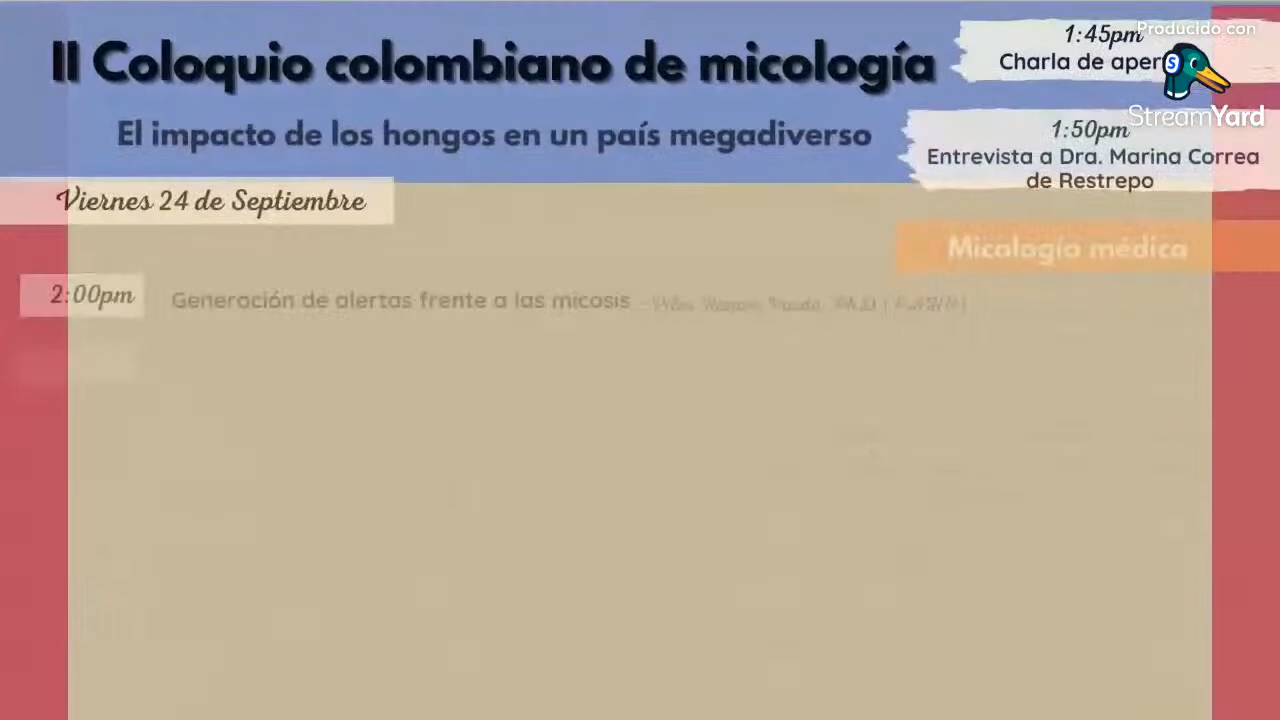 II Coloquio colombiano de micología
El impacto de los hongos en un país megadiverso
Viernes 24 de Septiembre
1:45pm
Charla de aper
1:50pm
Entrevista a Dra. Marina Correa
de Restrepo
Producido con
StreamYard
Micología médica
2:00pm
Generación de alertas frente a las micosis